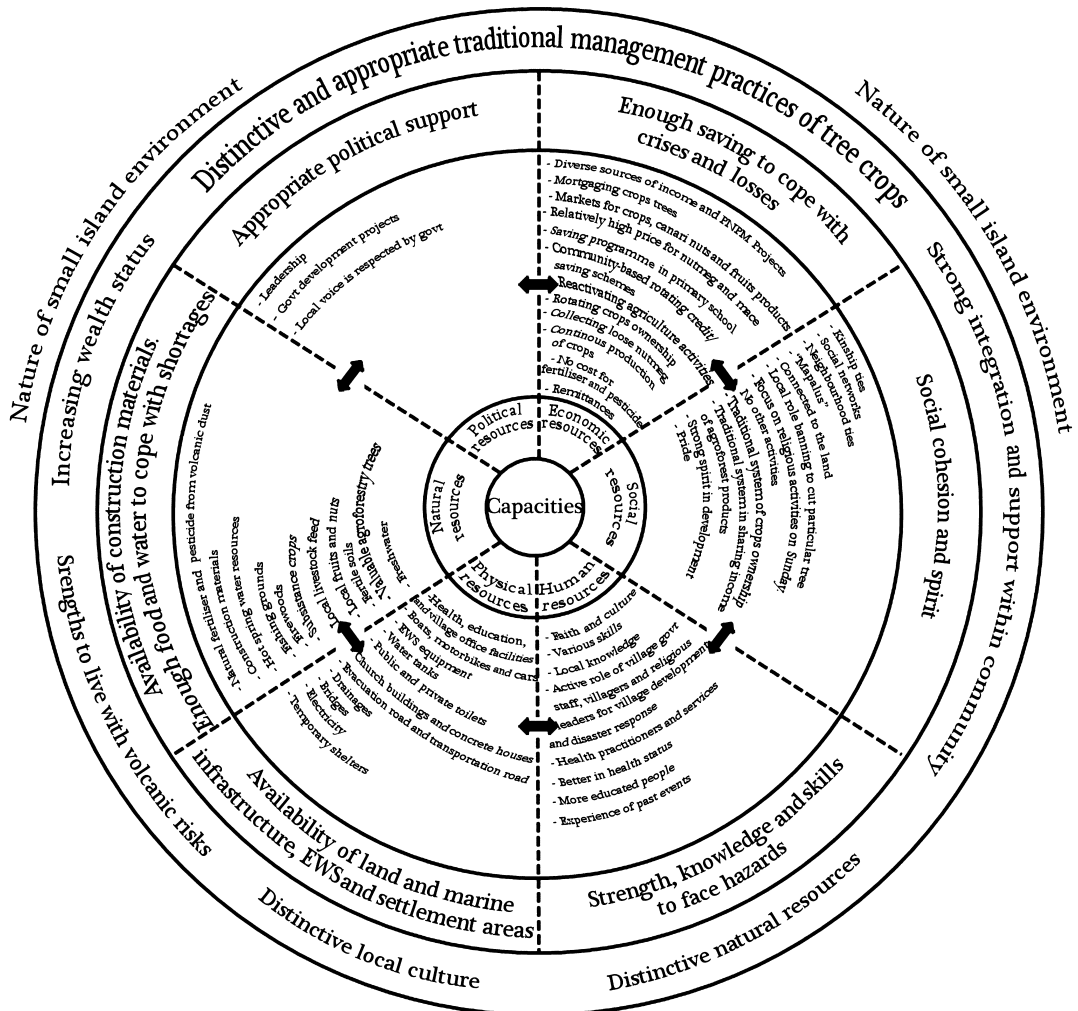 Nature of small island environment
Nature of small island environment
Distinctive and appropriate traditional management practices of tree crops
Increasing wealth status
Strong integration and support within community
Strengths to live with volcanic risks
Distinctive local culture
Distinctive natural resources
Appropriate political support
Enough saving to cope with
crises and losses
Social cohesion and spirit
Strength, knowledge and skills
to face hazards
Availability of land and marine
infrastructure, EWS and settlement areas
Availability of construction materials.
Enough food and water to cope with shortages
- Leadership
- Govt development projects
- Local voice is respected by govt
- Diverse sources of income and PNPM Projects
- Mortgaging crops trees
- Markets for crops, canari nuts and fruits products
- Relatively high price for nutmeg and mace
- Saving programme in primary school
- Community-based rotating credit/
saving schemes
- Reactivating agriculture activities
- Rotating crops ownership
- Collecting loose nutmeg
- Continous production
of crops
- No cost for
fertiliser and pesticide
- Remittances
- Kinship ties
- Social networks
- Neighbourhood ties
- "Mapalus"
- Connected to the land
- Local role banning to cut particular tree
- Focus on religious activities on Sunday;
No other activities
- Traditional system of crops ownership
- Traditional system in sharing income
of agroforest products
- Strong spirit in development
- Pride
- Faith and culture
- Various skills
- Local knowledge
- Active role of village govt
staff, villagers and religious
leaders for village development
and disaster response
- Health practitioners and services
- Better in health status
- More educated people
- Experience of past events
-Health, education,
and village office facilities
- Boats, motorbikes and cars
- EWS equipment
- Water tanks
- Public and private toilets
- Church buildings and concrete houses
- Evacuation road and transportation road
- Drainages
- Bridges
- Electricity
- Temporary shelters
- Natural fertiliser and pesticide from volcanic dust
- Construction materials
- Hot spring water resources
- Fishing grounds
- Firewoods
- Subsistance crops
- Local livestock feed
- Local fruits and nuts
- Fertile soils
- Valuable agroforestry trees
- Freshwater
Political
resources
Economic
resources
Social
resources
Human
resources
Physical
resources
Natural
resources
Capacities